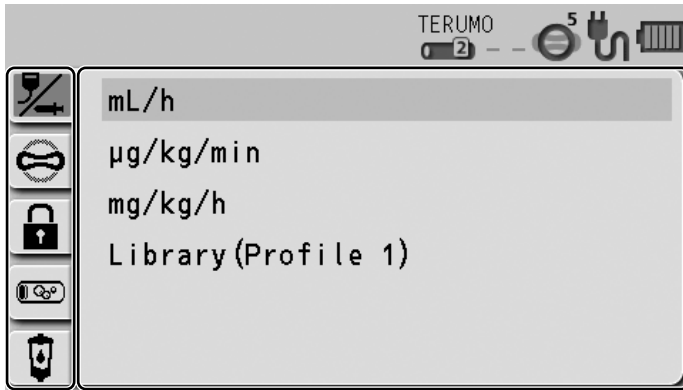 TERUMO
2
5
mL/h
µg/kg/min
mg/kg/h
Library(Profile 1)